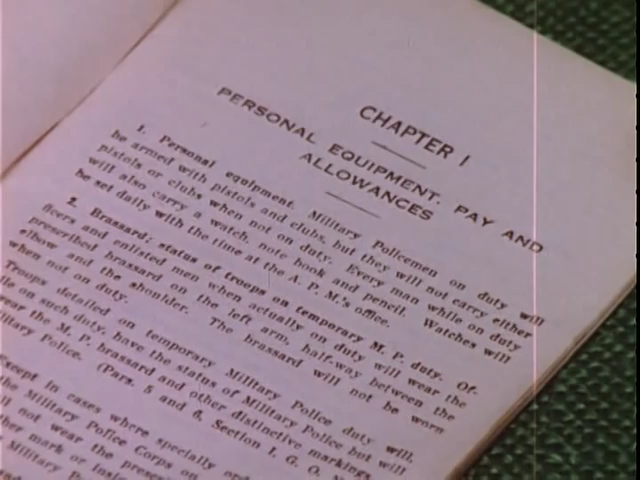 CHAPTER I
PERSONAL EQUIPMENT, PAY AND
ALLOWANCES
1. Personal equipment. Military Policemen on duty will
be armed with pistols and clubs, but they will not carry either
pistols or clubs when not on duty. Every man while on duty
will also carry a watch, note book and pencil. Watches will
be set daily with the time at the A. P. M.'s office.
2. Brassard; status of troops on temporary M. P. duty. Of-
ficers and enlisted men when actually on duty will wear the
prescribed brassard on the left arm, half-way between the
elbow and the shoulder. The brassard will not be worn
when not on duty.
Troops detailed on temporary Military Police duty will,
on such duty, have the status of Military Police but will
the M. P. brassard and other distinctive markings
Police. (Pars. 5 and 6, Section I, G. O.
in cases where specially
Military Police Corps on
not wear the
mark or
Military